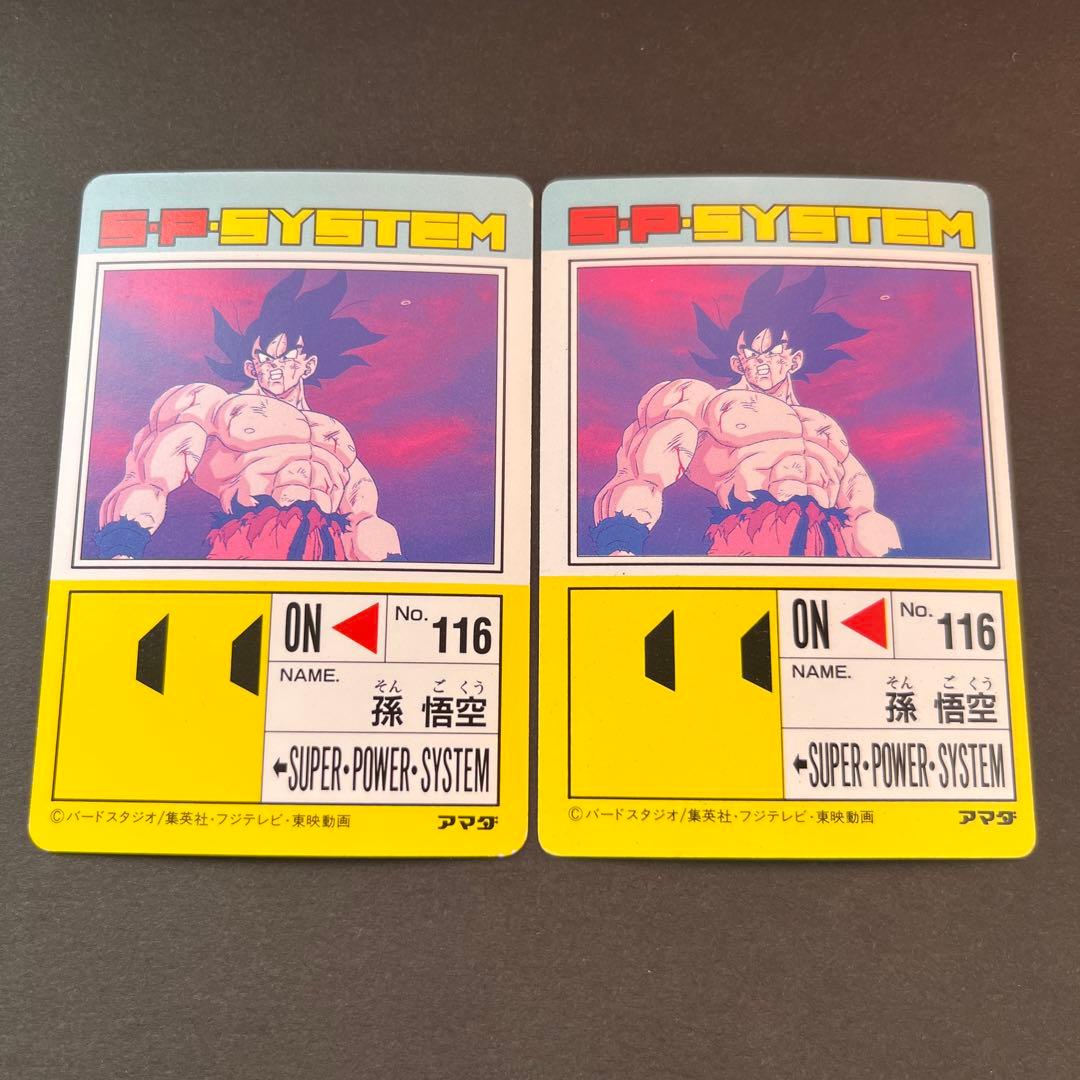 S·P·SYSTEM
ON
No. 116
NAME.
そん ご くう
孫 悟空
←SUPER・POWER・SYSTEM
©バードスタジオ/集英社・フジテレビ・東映動画
アマダ
S·P·SYSTEM
ON
No. 116
NAME.
そん ご くう
孫 悟空
←SUPER・POWER・SYSTEM
©バードスタジオ/集英社・フジテレビ・東映動画
アマダ